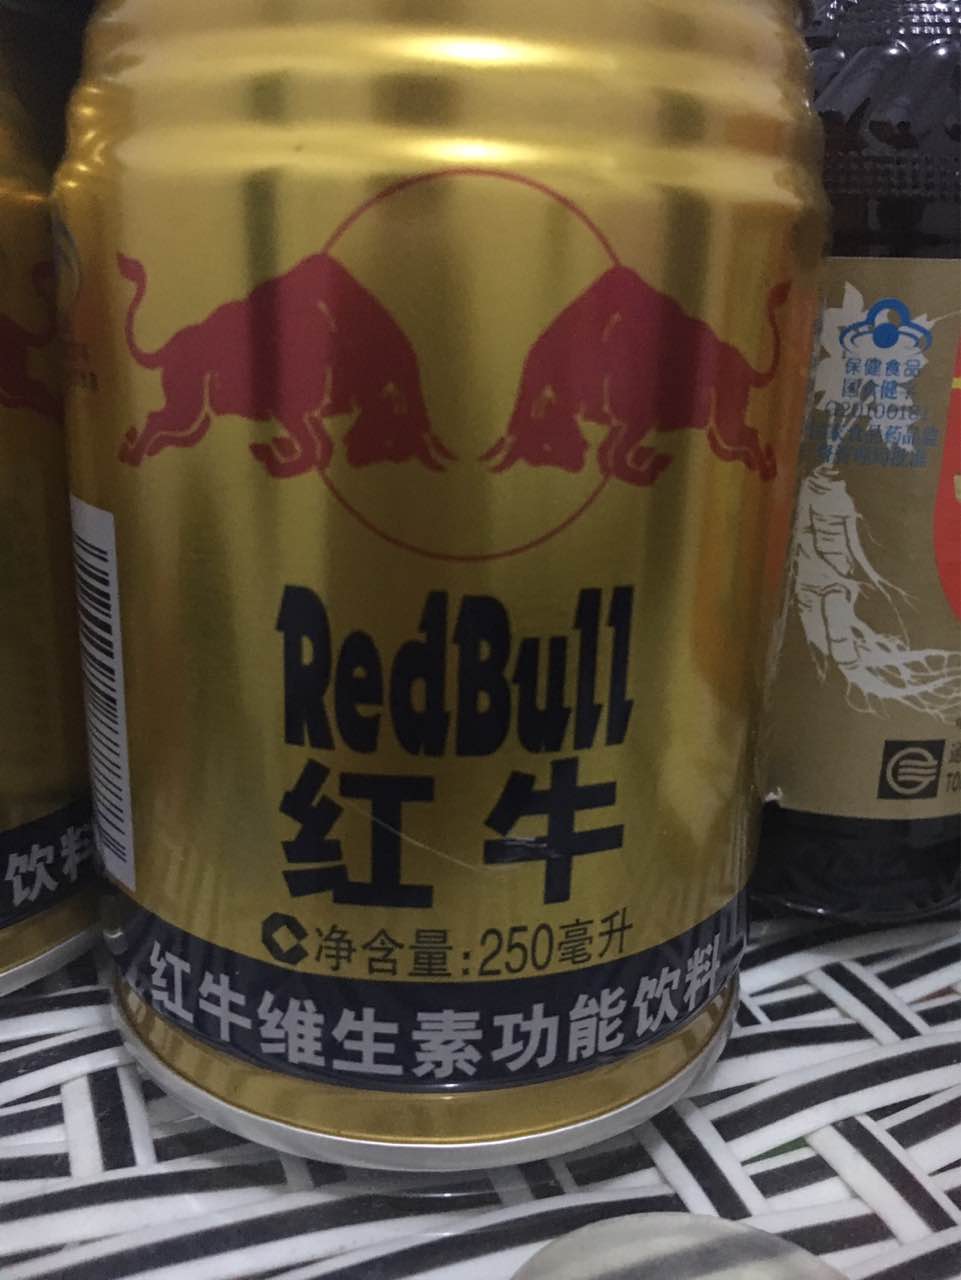 RedBull
红牛
净含量:250毫升
红牛维生素功能饮料
饮料
保健食品